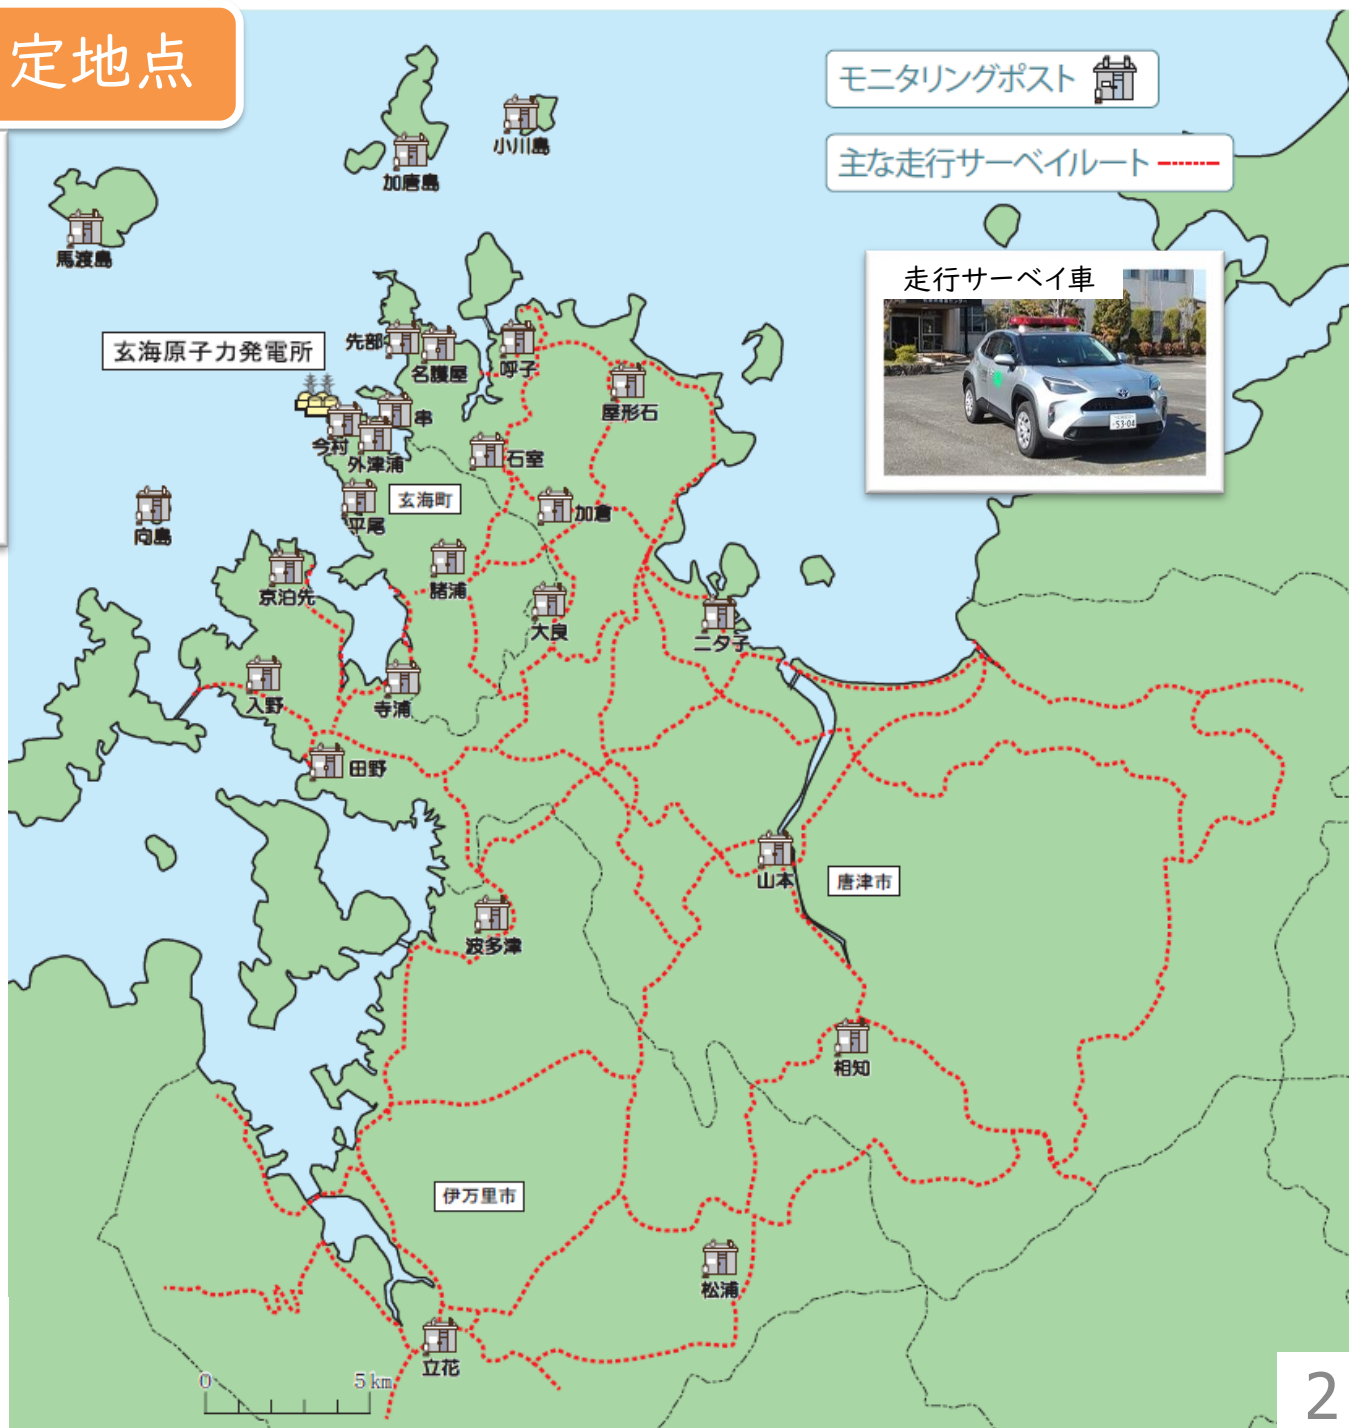 定地点
モニタリングポスト
主な走行サーベイルート
走行サーベイ車
53-04
小川島
加唐島
馬渡島
玄海原子力発電所
先部
名護屋
呼子
屋形石
串
今村
外津浦
石室
玄海町
平尾
加倉
向島
京泊先
諸浦
大良
二タ子
入野
寺浦
田野
山本
唐津市
波多津
相知
伊万里市
松浦
立花
0
5km
2